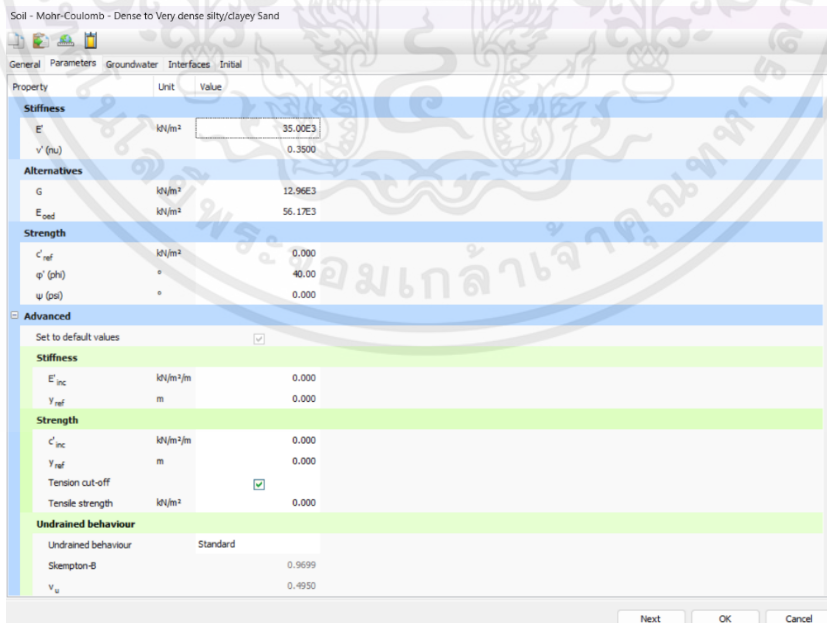 Soil - Mohr-Coulomb - Dense to Very dense silty/clayey Sand
General Parameters Groundwater Interfaces Initial
Property Unit Value
Stiffness
E' kN/m² 35.00E3
ν' (nu) 0.3500
Alternatives
G kN/m² 12.96E3
E oed kN/m² 56.17E3
Strength
c' ref kN/m² 0.000
φ' (phi) ° 40.00
ψ (psi) ° 0.000
Advanced
Set to default values
Stiffness
E' inc kN/m²/m 0.000
y ref m 0.000
Strength
c' inc kN/m²/m 0.000
y ref m 0.000
Tension cut-off
Tensile strength kN/m² 0.000
Undrained behaviour
Undrained behaviour Standard
Skempton-B 0.9699
ν u 0.4950
Next OK Cancel